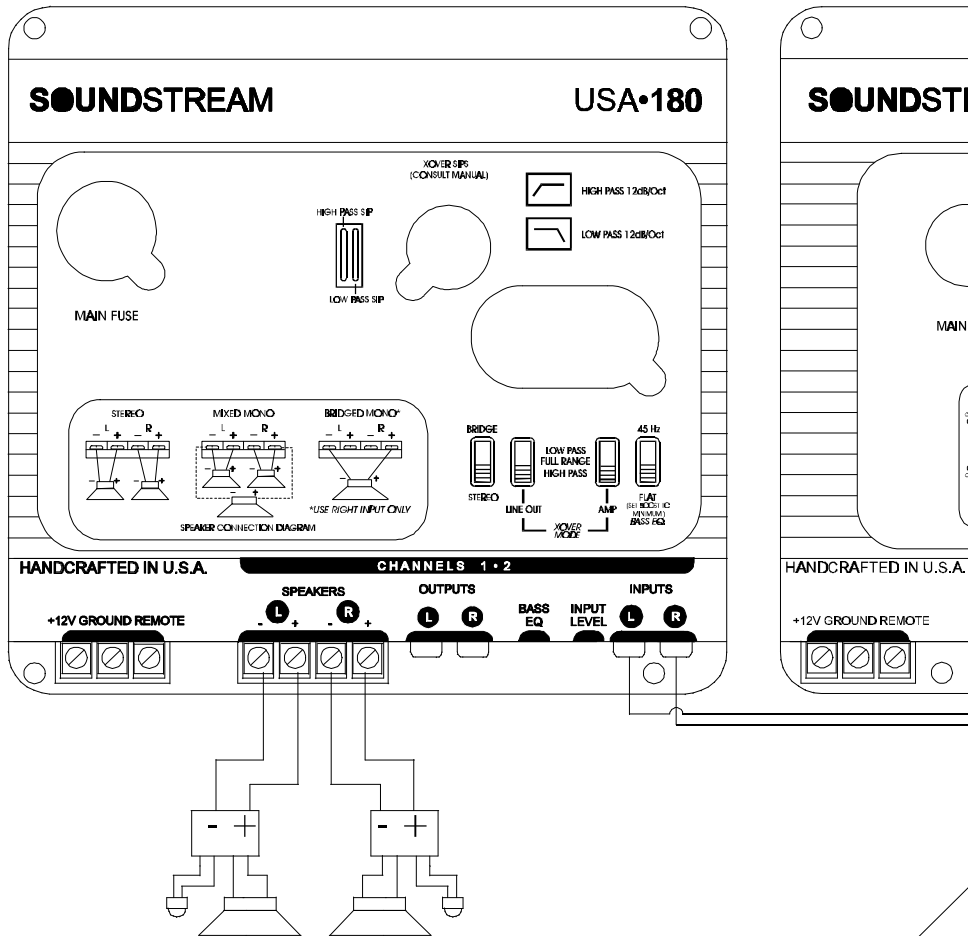 SOUNDSTREAM
USA•180
XOVER SIPS
(CONSULT MANUAL)
HIGH PASS 12dB/Oct
LOW PASS 12dB/Oct
HIGH PASS SIP
LOW PASS SIP
MAIN FUSE
STEREO
- L + - R +
- +
- +
MIXED MONO
- L + - R +
- +
- +
- +
BRIDGED MONO*
- L + - R +
- +
*USE RIGHT INPUT ONLY
SPEAKER CONNECTION DIAGRAM
BRIDGE
STEREO
LOW PASS
FULL RANGE
HIGH PASS
LINE OUT
AMP
XOVER
MODE
45 Hz
FLAT
MINIMUM)
BASS EQ
HANDCRAFTED IN U.S.A.
CHANNELS 1•2
+12V GROUND REMOTE
SPEAKERS
L R
- + - +
OUTPUTS
L R
BASS
EQ
INPUT
LEVEL
INPUTS
L R
- +
- +
SOUNDSTR
MAIN
HANDCRAFTED IN U.S.A.
+12V GROUND REMOTE